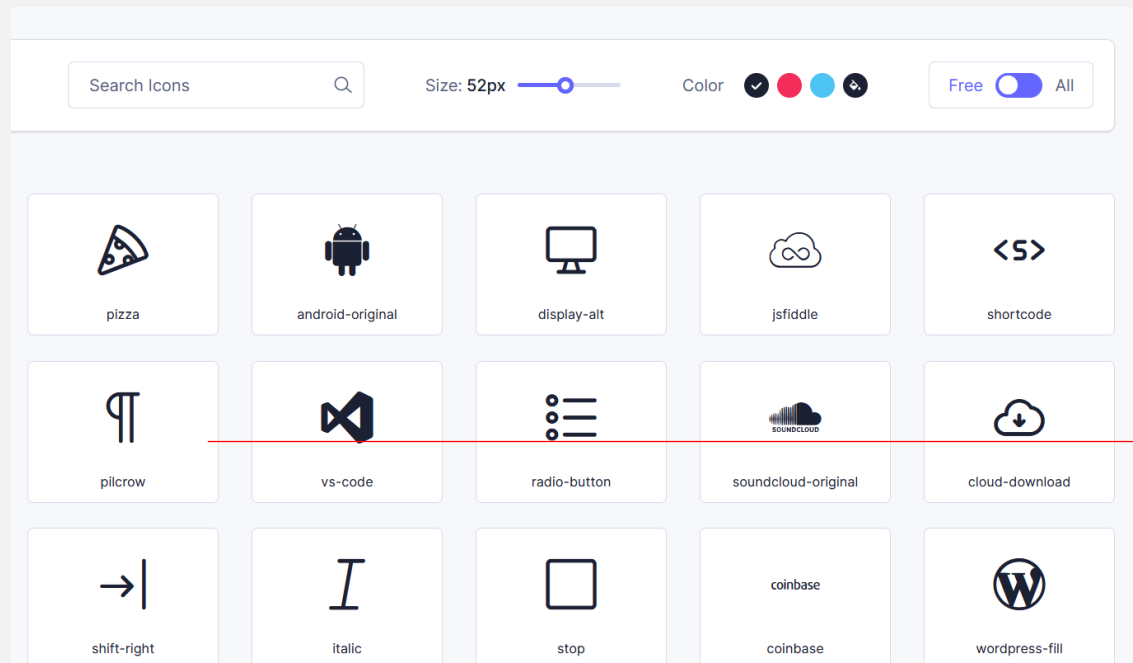 Search Icons Size: 52px Color Free All
pizza android-original display-alt jsfiddle shortcode
SOUNDCLOUD
pilcrow vs-code radio-button soundcloud-original cloud-download
coinbase
shift-right italic stop coinbase wordpress-fill